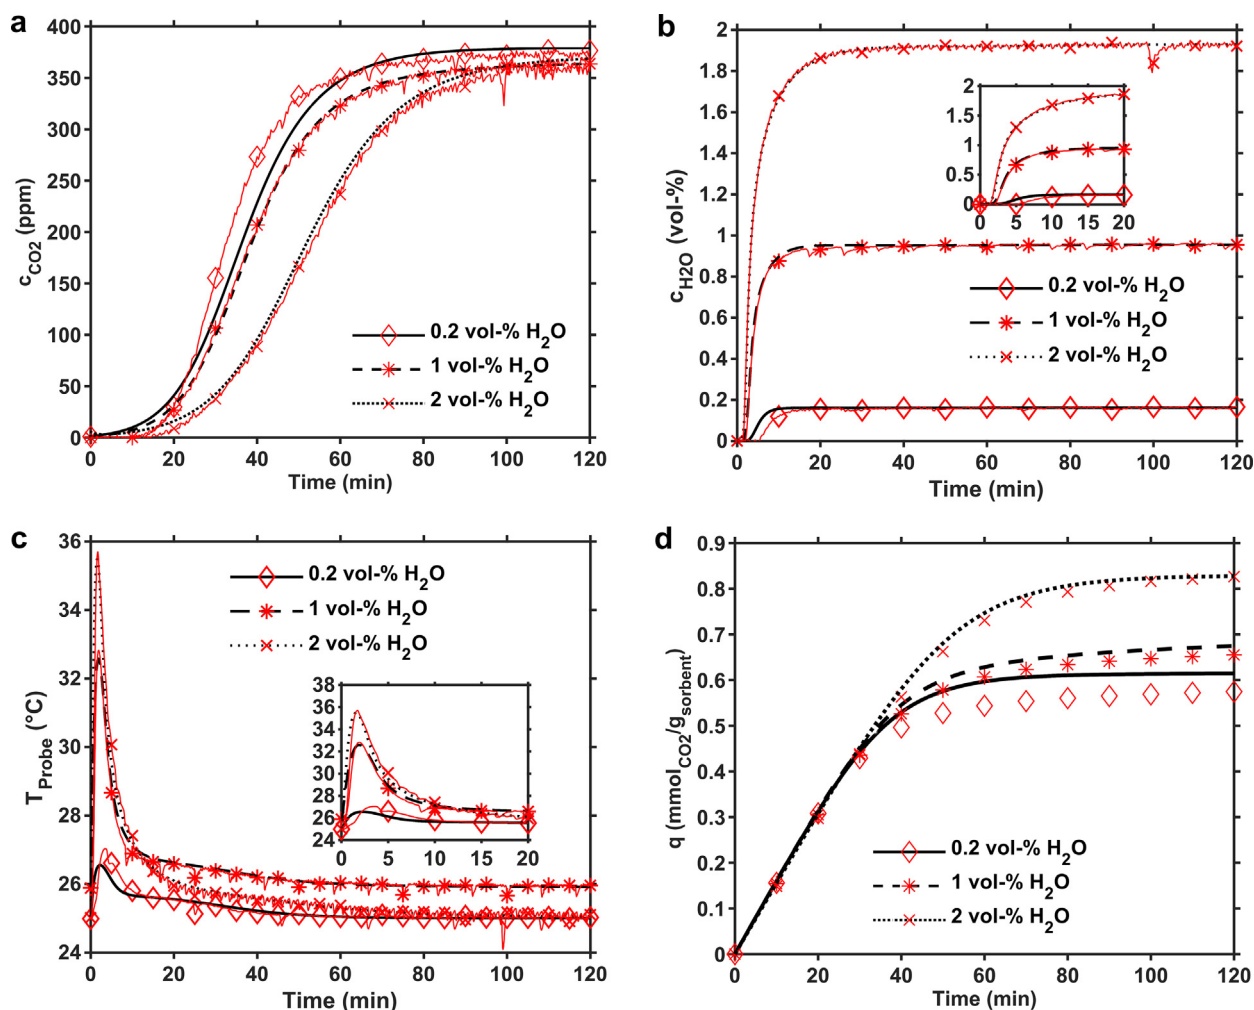 a
400
350
300
250
200
150
100
50
0
c_CO2 (ppm)
0 20 40 60 80 100 120
Time (min)
0.2 vol-% H₂O
1 vol-% H₂O
2 vol-% H₂O
b
2
1.8
1.6
1.4
1.2
1
0.8
0.6
0.4
0.2
0
c_H2O (vol-%)
2
1.5
1
0.5
0
0 5 10 15 20
0.2 vol-% H₂O
1 vol-% H₂O
2 vol-% H₂O
0 20 40 60 80 100 120
Time (min)
c
36
34
32
30
28
26
24
T_Probe (°C)
0.2 vol-% H₂O
1 vol-% H₂O
2 vol-% H₂O
38
36
34
32
30
28
26
24
0 5 10 15 20
0 20 40 60 80 100 120
Time (min)
d
0.9
0.8
0.7
0.6
0.5
0.4
0.3
0.2
0.1
0
q (mmol_CO2/g_sorbent)
0.2 vol-% H₂O
1 vol-% H₂O
2 vol-% H₂O
0 20 40 60 80 100 120
Time (min)